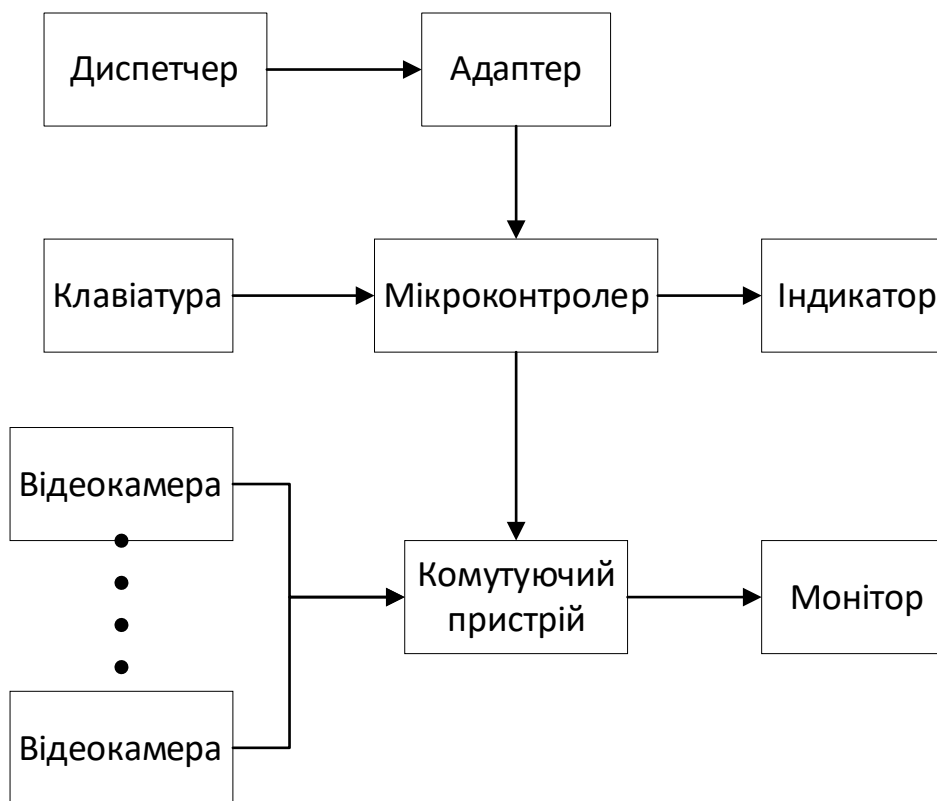 Диспетчер
Адаптер
Клавіатура
Мікроконтролер
Індикатор
Відеокамера
Комутуючий
пристрій
Монітор
Відеокамера